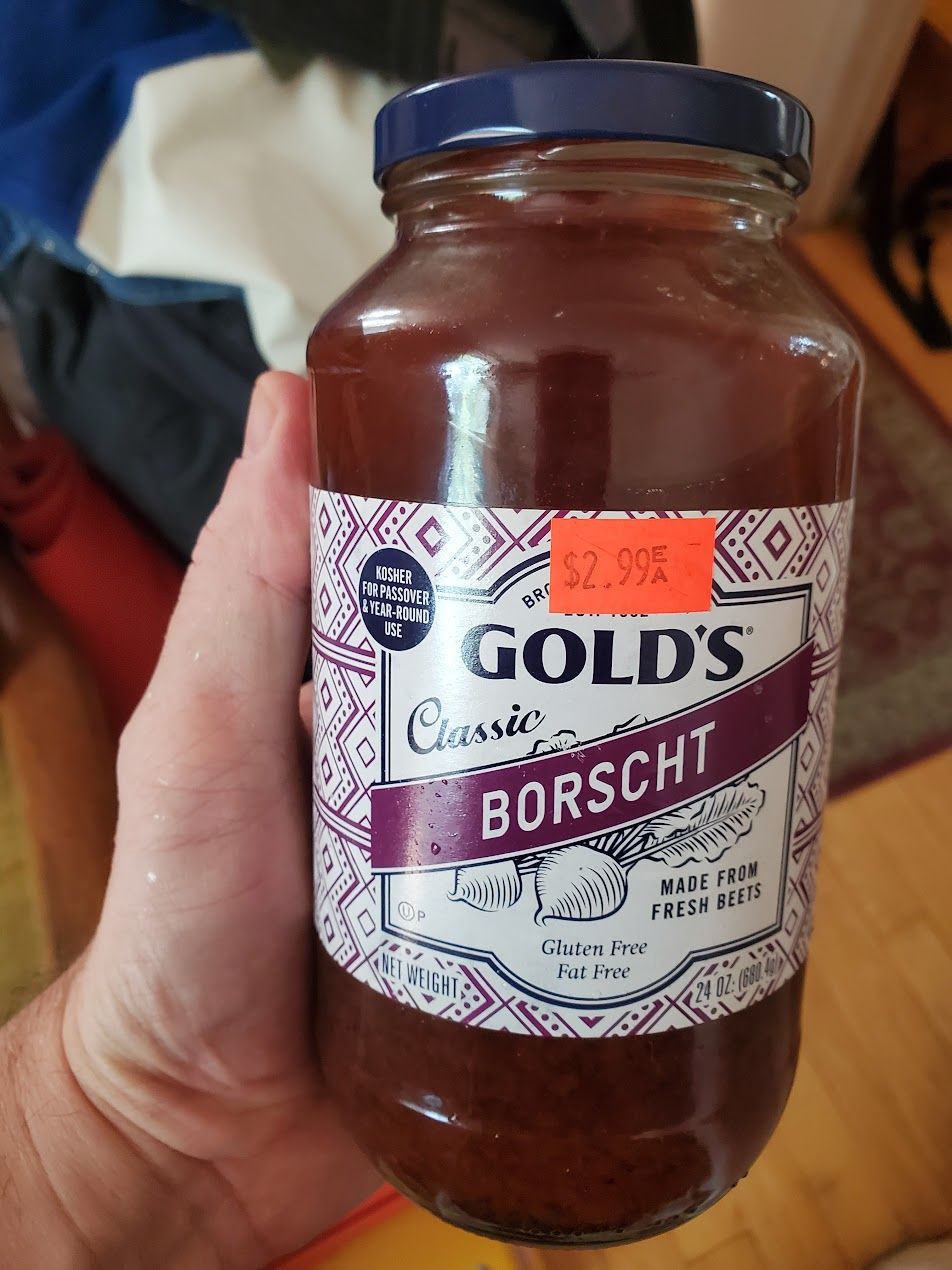 $2.99 EA
KOSHER
FOR PASSOVER
& YEAR-ROUND
USE
GOLD'S®
Classic
BORSCHT
MADE FROM
FRESH BEETS
Ⓤ P
Gluten Free
Fat Free
NET WEIGHT
24 OZ: (680.4g)